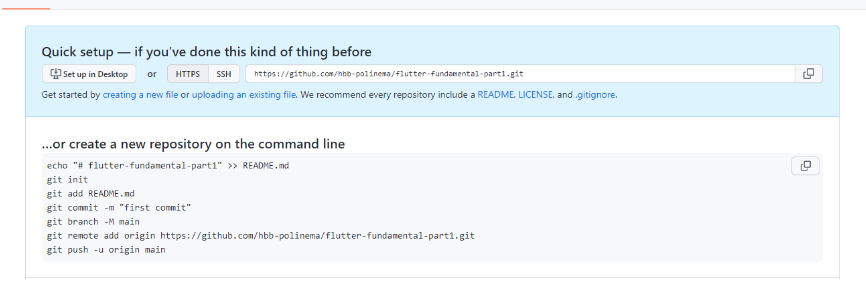 Quick setup — if you've done this kind of thing before
Set up in Desktop or HTTPS SSH https://github.com/hbb-polinema/flutter-fundamental-part1.git
Get started by creating a new file or uploading an existing file. We recommend every repository include a README, LICENSE, and .gitignore.
...or create a new repository on the command line
echo "# flutter-fundamental-part1" >> README.md
git init
git add README.md
git commit -m "first commit"
git branch -M main
git remote add origin https://github.com/hbb-polinema/flutter-fundamental-part1.git
git push -u origin main